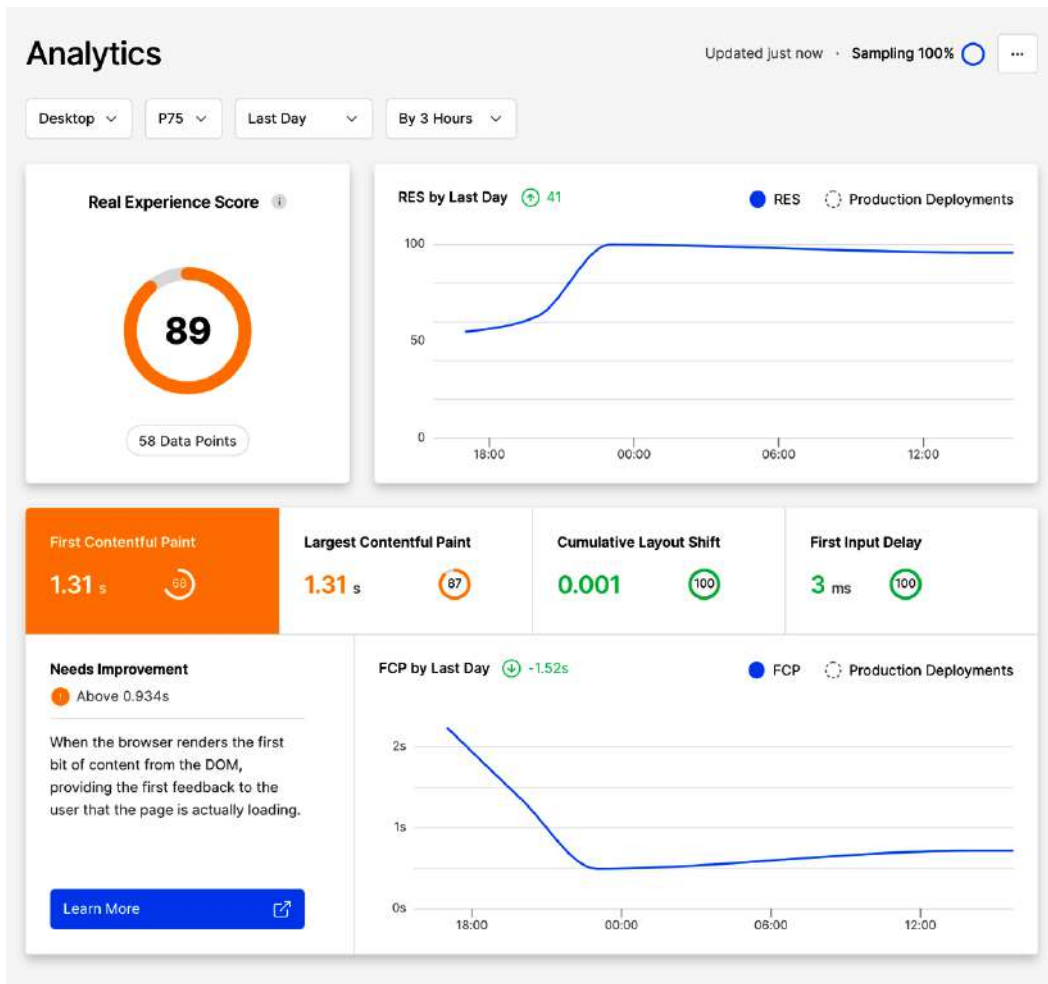 Analytics
Updated just now · Sampling 100%
Desktop
P75
Last Day
By 3 Hours
Real Experience Score
89
58 Data Points
RES by Last Day 41
RES
Production Deployments
100
50
0
18:00
00:00
06:00
12:00
First Contentful Paint
1.31 s
68
Largest Contentful Paint
1.31 s
87
Cumulative Layout Shift
0.001
100
First Input Delay
3 ms
100
Needs Improvement
Above 0.934s
When the browser renders the first
bit of content from the DOM,
providing the first feedback to the
user that the page is actually loading.
Learn More
FCP by Last Day -1.52s
FCP
Production Deployments
2s
1s
0s
18:00
00:00
06:00
12:00